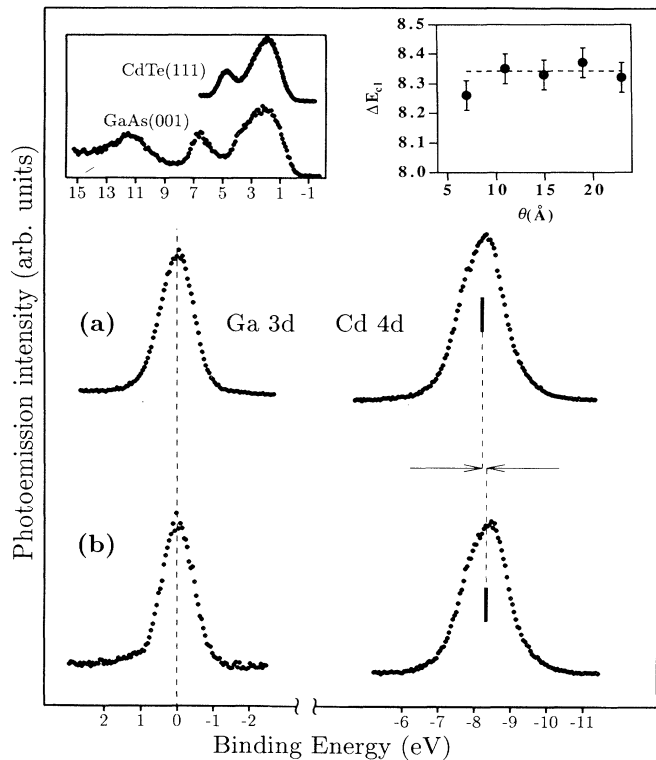 CdTe(111)
GaAs(001)
15 13 11 9 7 5 3 1 -1
ΔE_cl
8.5
8.4
8.3
8.2
8.1
8.0
5 10 15 20
θ(Å)
Photoemission intensity (arb. units)
(a) Ga 3d Cd 4d
(b)
2 1 0 -1 -2 -6 -7 -8 -9 -10 -11
Binding Energy (eV)